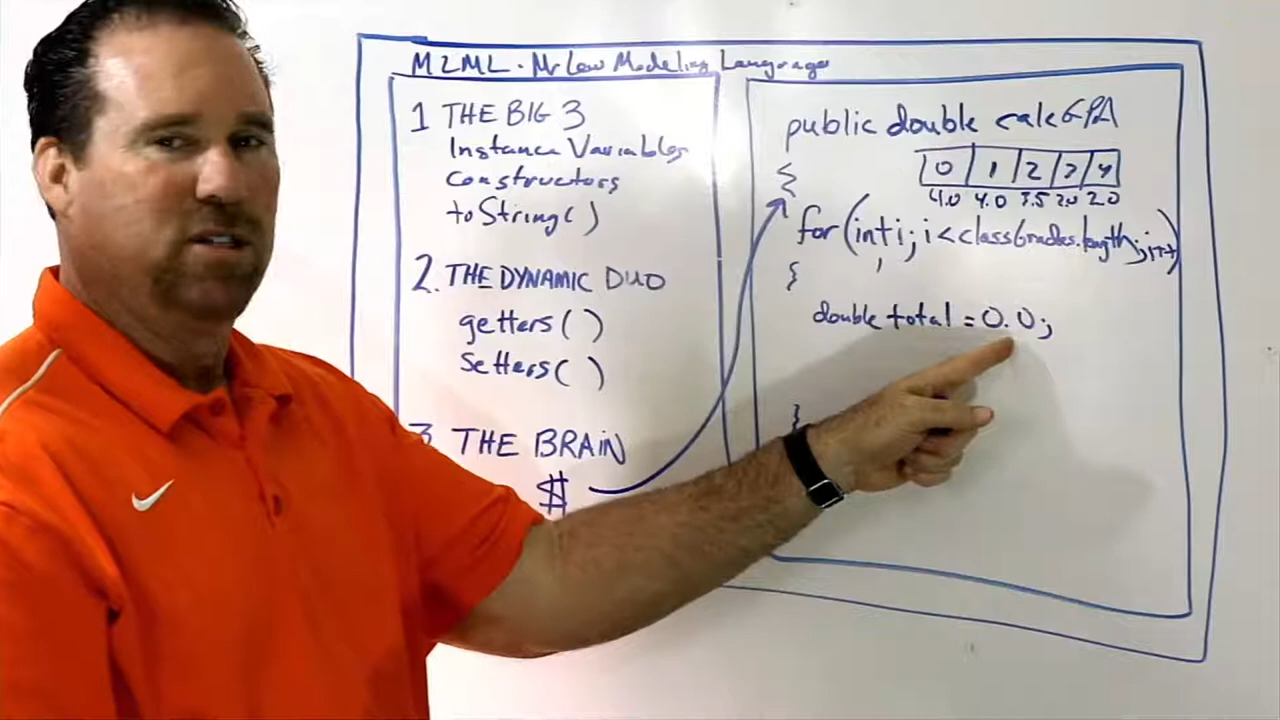 MLML. Mr Low Modeling Language
1 THE BIG 3
Instance Variables
constructors
toString()
2. THE DYNAMIC DUO
getters()
Setters()
3 THE BRAIN
$
public double calcGPA
{
0 1 2 3 4
4.0 4.0 3.5 2.0 2.0
for(int i; i<classGrades.length; i++)
{
double total = 0.0;
}